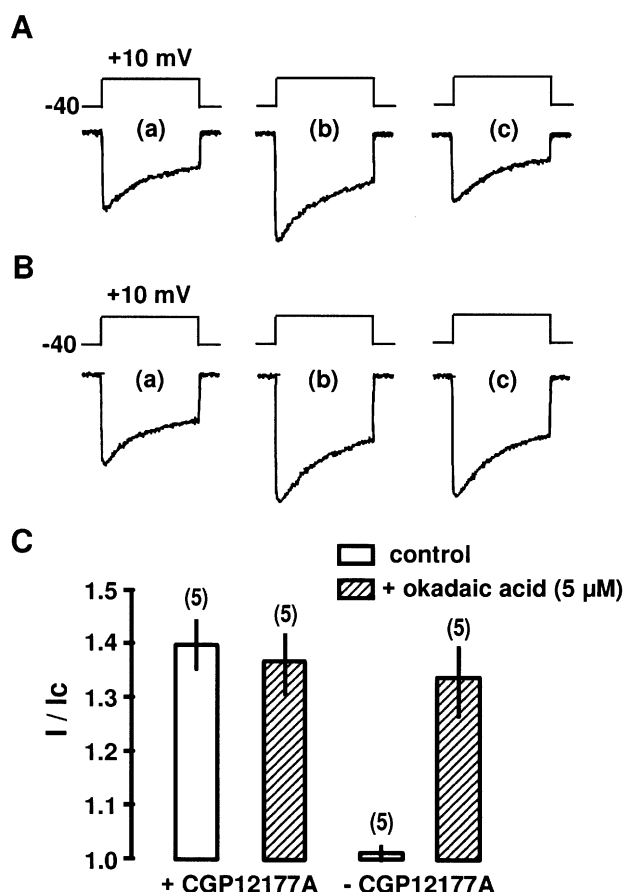 A
+10 mV
-40
(a) (b) (c)
B
+10 mV
-40
(a) (b) (c)
C
control
+ okadaic acid (5 µM)
1.5
1.4
1.3
1.2
1.1
1.0
I / Ic
(5) (5) (5) (5)
+ CGP12177A - CGP12177A